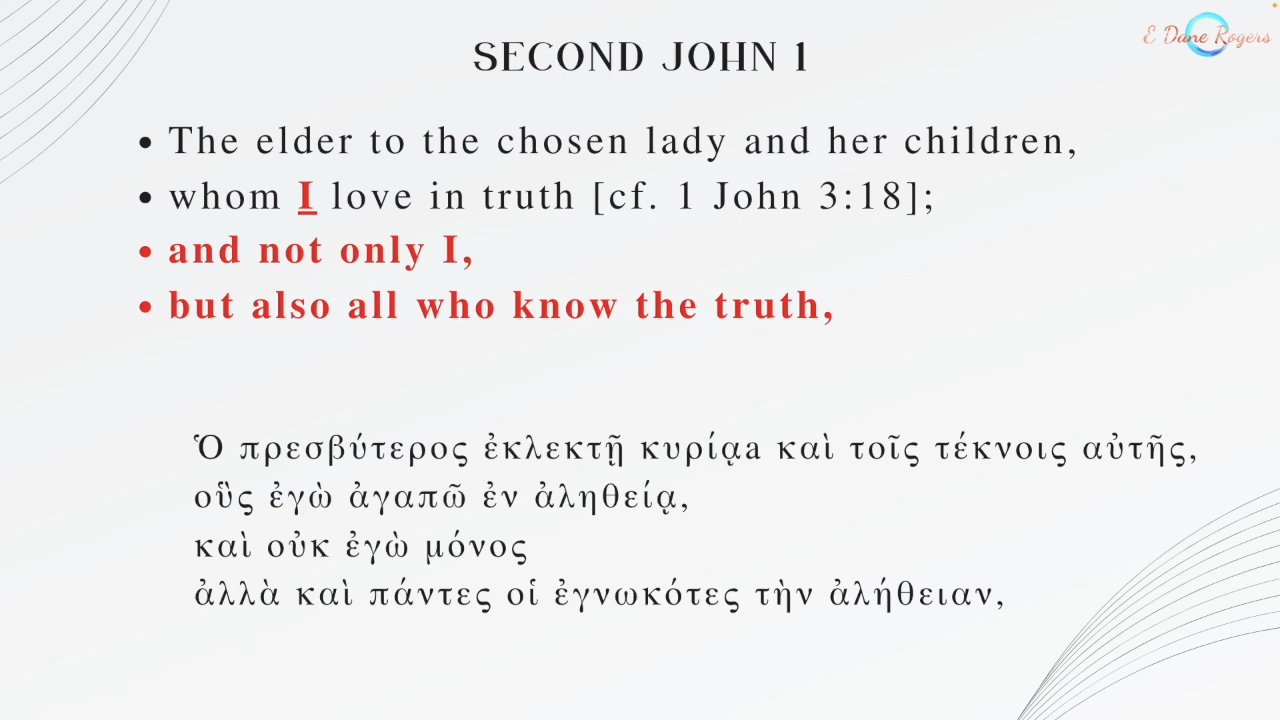 SECOND JOHN 1
E Dane Rogers
• The elder to the chosen lady and her children,
• whom I love in truth [cf. 1 John 3:18];
• and not only I,
• but also all who know the truth,
Ὁ πρεσβύτερος ἐκλεκτῇ κυρίᾳa καὶ τοῖς τέκνοις αὐτῆς,
οὓς ἐγὼ ἀγαπῶ ἐν ἀληθείᾳ,
καὶ οὐκ ἐγὼ μόνος
ἀλλὰ καὶ πάντες οἱ ἐγνωκότες τὴν ἀλήθειαν,